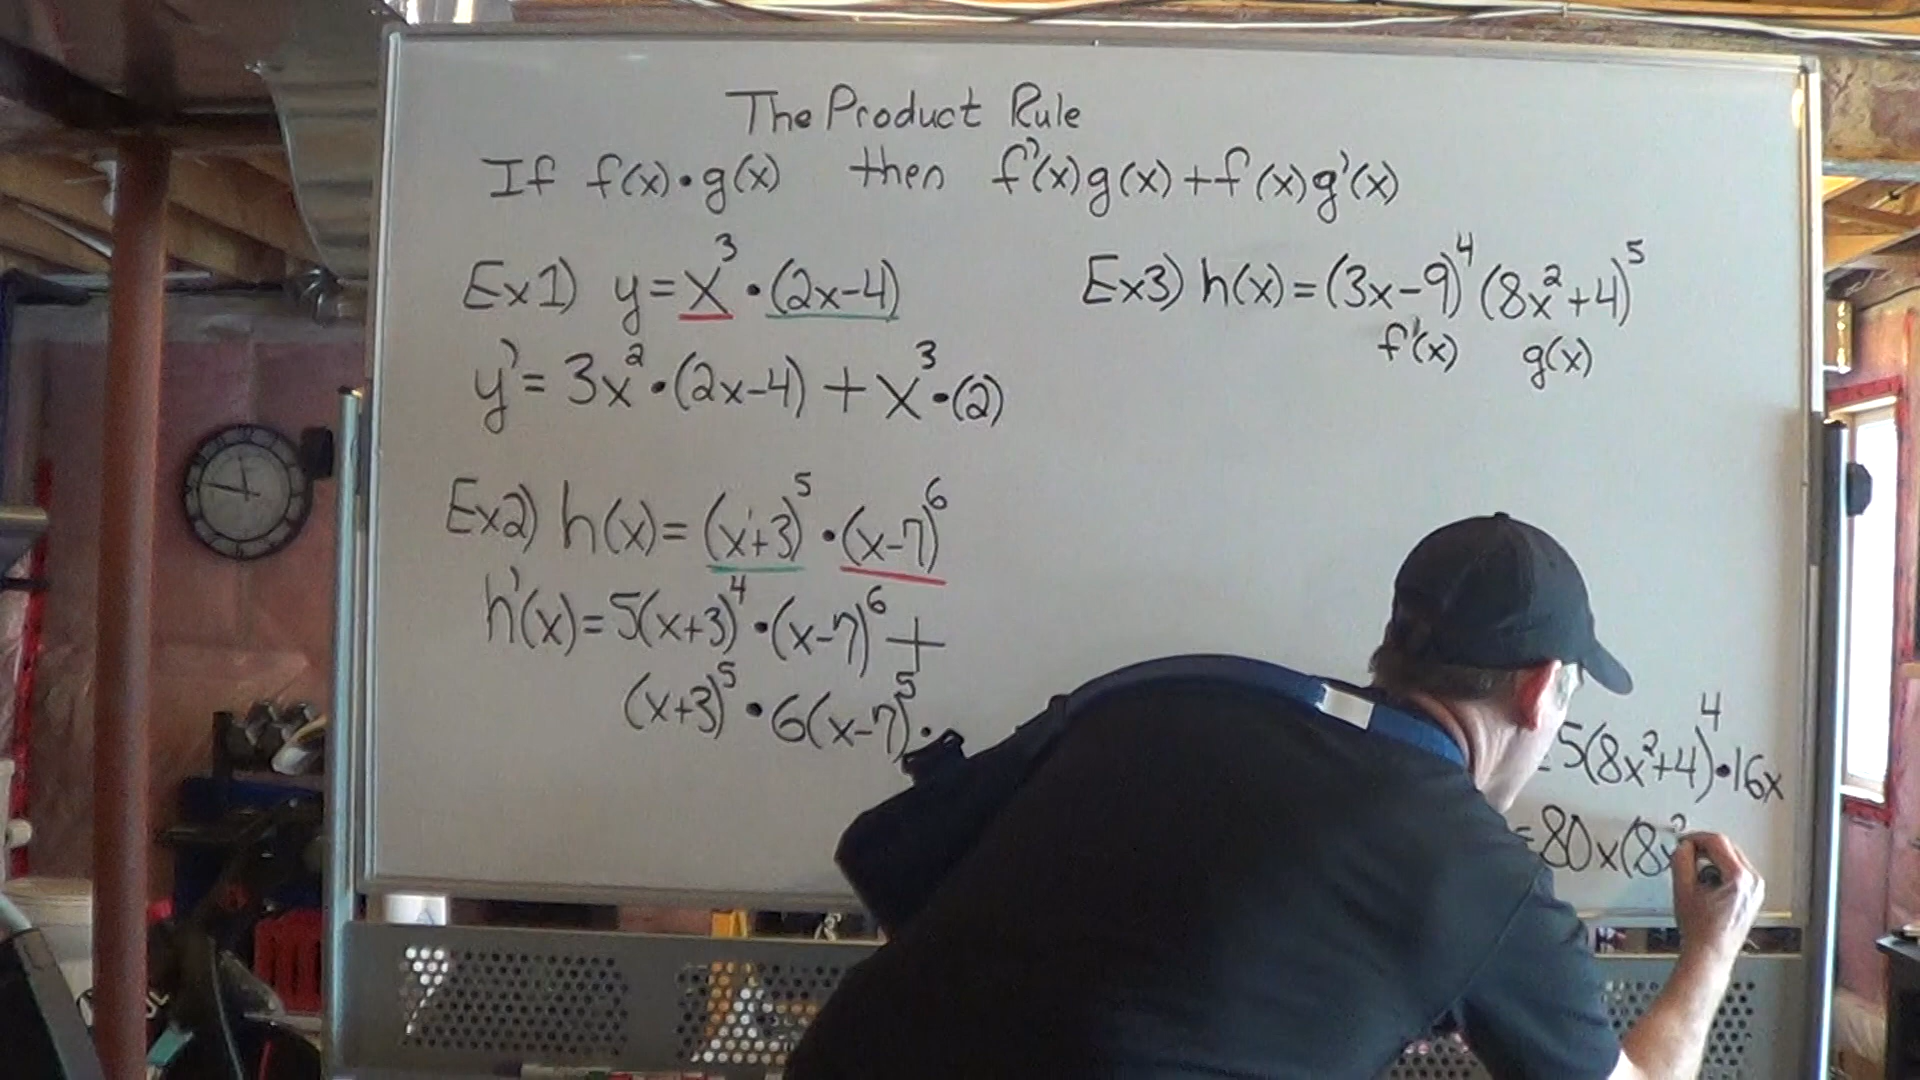 The Product Rule
If f(x)•g(x) then f'(x)g(x)+f(x)g'(x)
Ex1) y=x³•(2x-4)
y'=3x²•(2x-4)+x³•(2)
Ex2) h(x)=(x+3)⁵•(x-7)⁶
h'(x)=5(x+3)⁴•(x-7)⁶+
(x+3)⁵•6(x-7)⁵•
Ex3) h(x)=(3x-9)⁴(8x²+4)⁵
f'(x) g(x)
=5(8x²+4)⁴•16x
=80x(8x²